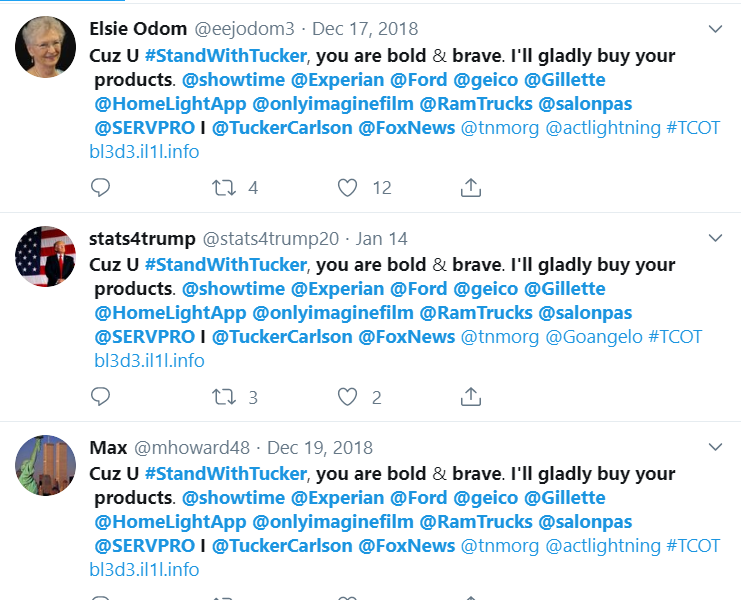 Elsie Odom @eejodom3 · Dec 17, 2018
Cuz U #StandWithTucker, you are bold & brave. I'll gladly buy your
products. @showtime @Experian @Ford @geico @Gillette
@HomeLightApp @onlyimaginefilm @RamTrucks @salonpas
@SERVPRO I @TuckerCarlson @FoxNews @tnmorg @actlightning #TCOT
bl3d3.il1l.info
4 12
stats4trump @stats4trump20 · Jan 14
Cuz U #StandWithTucker, you are bold & brave. I'll gladly buy your
products. @showtime @Experian @Ford @geico @Gillette
@HomeLightApp @onlyimaginefilm @RamTrucks @salonpas
@SERVPRO I @TuckerCarlson @FoxNews @tnmorg @Goangelo #TCOT
bl3d3.il1l.info
3 2
Max @mhoward48 · Dec 19, 2018
Cuz U #StandWithTucker, you are bold & brave. I'll gladly buy your
products. @showtime @Experian @Ford @geico @Gillette
@HomeLightApp @onlyimaginefilm @RamTrucks @salonpas
@SERVPRO I @TuckerCarlson @FoxNews @tnmorg @actlightning #TCOT
bl3d3.il1l.info